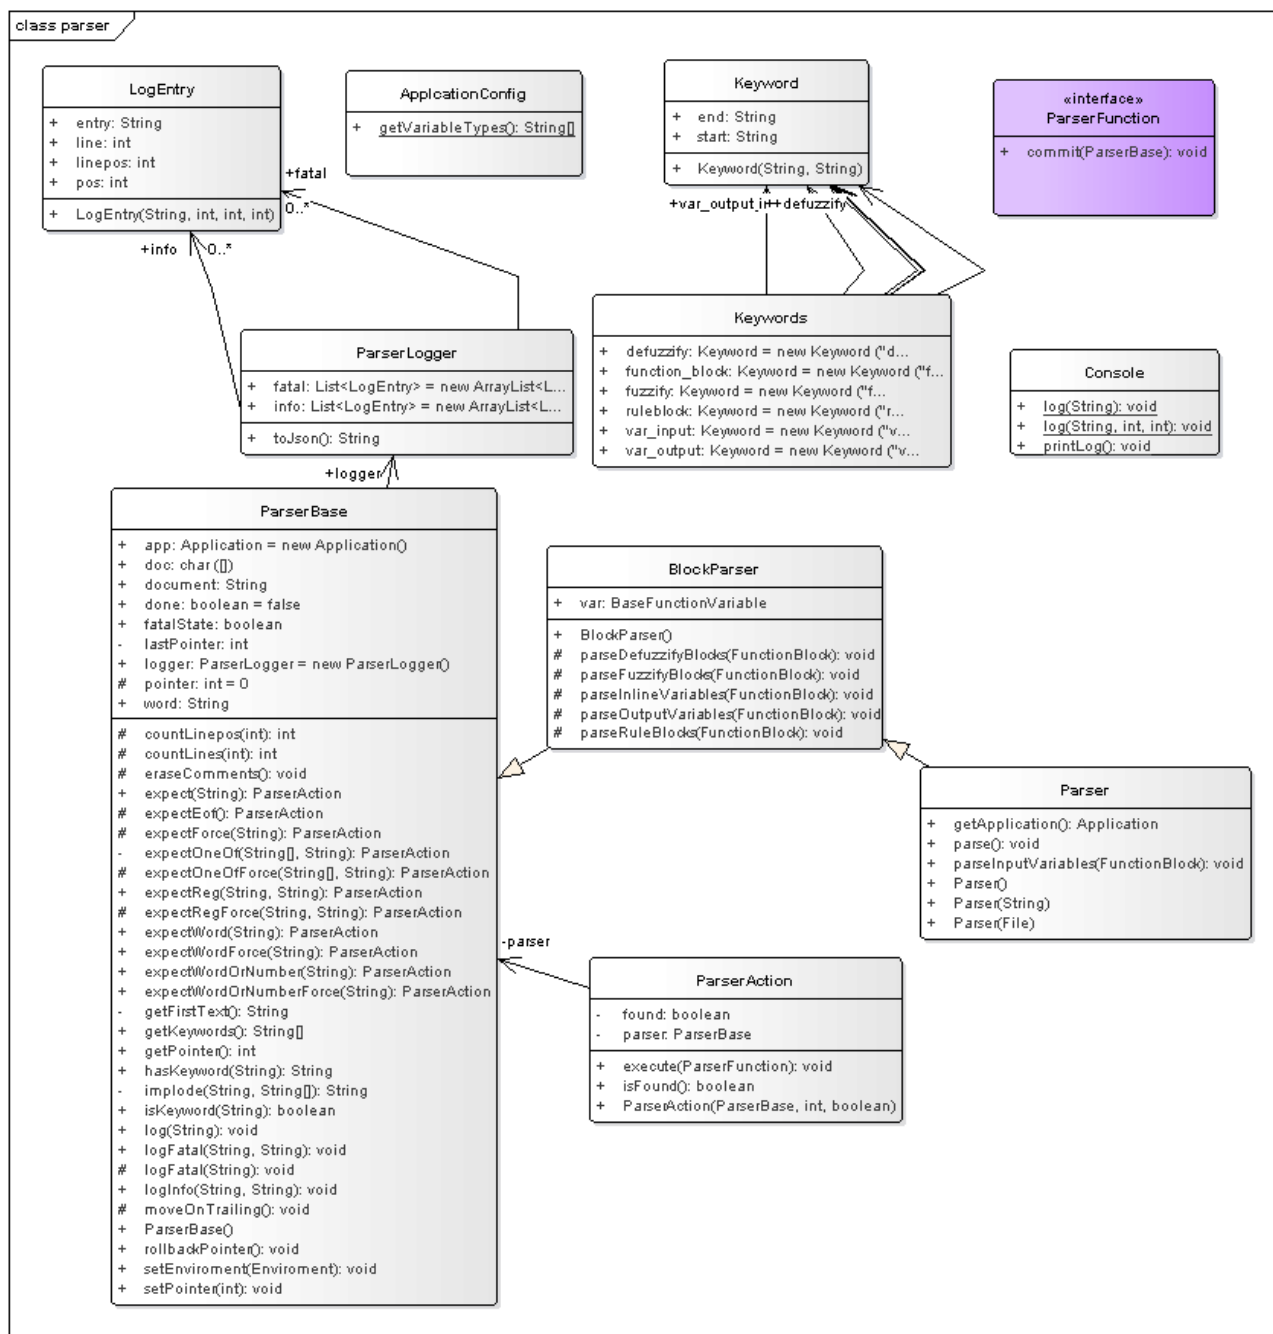 class parser
LogEntry
+ entry: String
+ line: int
+ linepos: int
+ pos: int
+ LogEntry(String, int, int, int)
ApplcationConfig
+ getVariableTypes(): String[]
Keyword
+ end: String
+ start: String
+ Keyword(String, String)
«interface»
ParserFunction
+ commit(ParserBase): void
+fatal
0..*
+info
0..*
+var_output
+defuzzify
ParserLogger
+ fatal: List<LogEntry> = new ArrayList<L...
+ info: List<LogEntry> = new ArrayList<L...
+ toJson(): String
Keywords
+ defuzzify: Keyword = new Keyword ("d...
+ function_block: Keyword = new Keyword ("f...
+ fuzzify: Keyword = new Keyword ("f...
+ ruleblock: Keyword = new Keyword ("r...
+ var_input: Keyword = new Keyword ("v...
+ var_output: Keyword = new Keyword ("v...
Console
+ log(String): void
+ log(String, int, int): void
+ printLog(): void
+logger
ParserBase
+ app: Application = new Application()
+ doc: char ([])
+ document: String
+ done: boolean = false
+ fatalState: boolean
- lastPointer: int
+ logger: ParserLogger = new ParserLogger()
# pointer: int = 0
+ word: String
# countLinepos(int): int
# countLines(int): int
# eraseComments(): void
+ expect(String): ParserAction
# expectEof(): ParserAction
# expectForce(String): ParserAction
- expectOneOf(String[], String): ParserAction
# expectOneOfForce(String[], String): ParserAction
+ expectReg(String, String): ParserAction
# expectRegForce(String, String): ParserAction
+ expectWord(String): ParserAction
+ expectWordForce(String): ParserAction
+ expectWordOrNumber(String): ParserAction
+ expectWordOrNumberForce(String): ParserAction
- getFirstText(): String
+ getKeywords(): String[]
+ getPointer(): int
+ hasKeyword(String): String
- implode(String, String[]): String
+ isKeyword(String): boolean
+ log(String): void
+ logFatal(String, String): void
# logFatal(String): void
+ logInfo(String, String): void
# moveOnTrailing(): void
+ ParserBase()
+ rollbackPointer(): void
+ setEnviroment(Enviroment): void
+ setPointer(int): void
BlockParser
+ var: BaseFunctionVariable
+ BlockParser()
# parseDefuzzifyBlocks(FunctionBlock): void
# parseFuzzifyBlocks(FunctionBlock): void
# parseInlineVariables(FunctionBlock): void
# parseOutputVariables(FunctionBlock): void
# parseRuleBlocks(FunctionBlock): void
Parser
+ getApplication(): Application
+ parse(): void
+ parseInputVariables(FunctionBlock): void
+ Parser()
+ Parser(String)
+ Parser(File)
-parser
ParserAction
- found: boolean
- parser: ParserBase
+ execute(ParserFunction): void
+ isFound(): boolean
+ ParserAction(ParserBase, int, boolean)